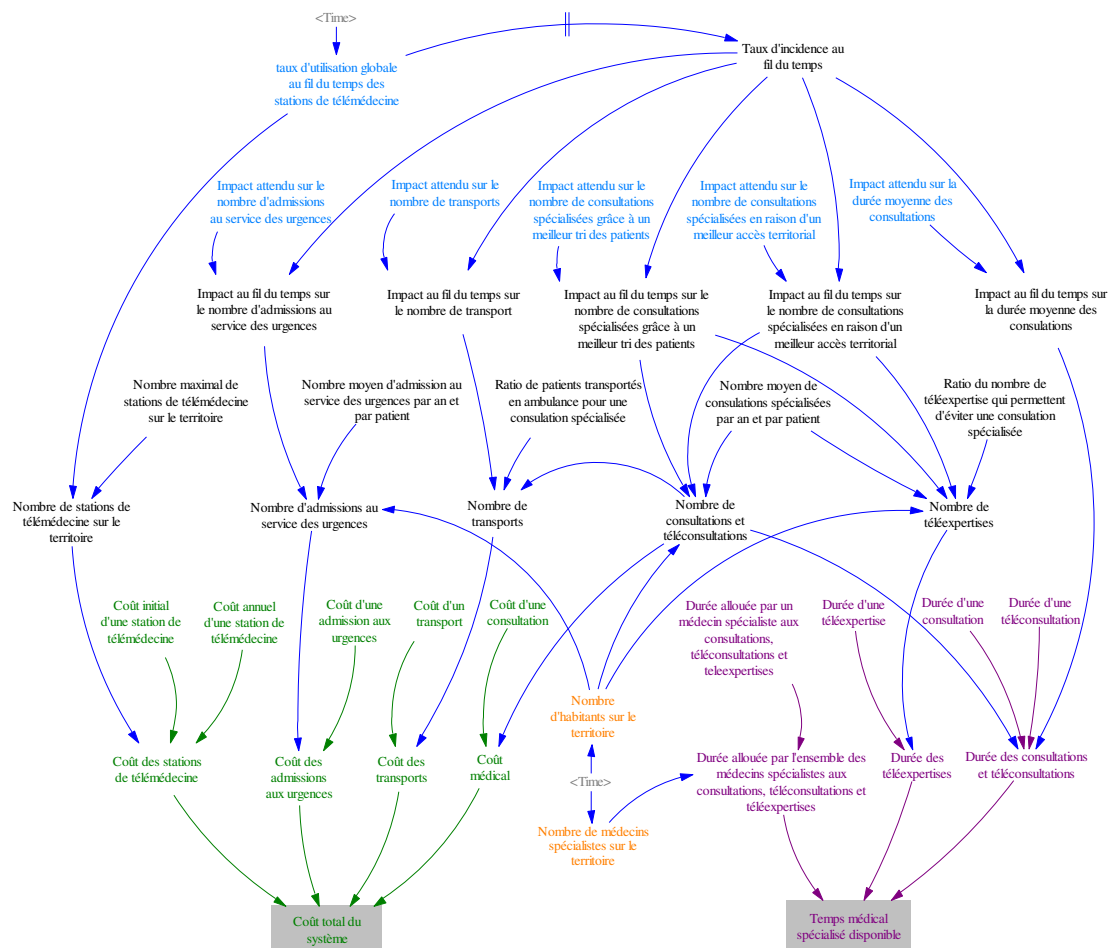 <Time>
taux d'utilisation globale
au fil du temps des
stations de télémédecine
Taux d'incidence au
fil du temps
Impact attendu sur le
nombre d'admissions
au service des urgences
Impact attendu sur le
nombre de transports
Impact attendu sur le
nombre de consultations
spécialisées grâce à un
meilleur tri des patients
Impact attendu sur le
nombre de consultations
spécialisées en raison d'un
meilleur accès territorial
Impact attendu sur la
durée moyenne des
consultations
Impact au fil du temps sur
le nombre d'admissions au
service des urgences
Impact au fil du temps sur
le nombre de transport
Impact au fil du temps sur le
nombre de consultations
spécialisées grâce à un
meilleur tri des patients
Impact au fil du temps sur
le nombre de consultations
spécialisées en raison d'un
meilleur accès territorial
Impact au fil du temps sur
la durée moyenne des
consulations
Nombre maximal de
stations de télémédecine
sur le territoire
Nombre moyen d'admission au
service des urgences par an et
par patient
Ratio de patients transportés
en ambulance pour une
consulation spécialisée
Nombre moyen de
consulations spécialisées
par an et par patient
Ratio du nombre de
téléexpertise qui permettent
d'éviter une consulation
spécialisée
Nombre de stations de
télémédecine sur le
territoire
Nombre d'admissions au
service des urgences
Nombre de
transports
Nombre de
consultations et
téléconsultations
Nombre de
téléexpertises
Coût initial
d'une station de
télémédecine
Coût annuel
d'une station de
télémédecine
Coût d'une
admission aux
urgences
Coût d'un
transport
Coût d'une
consultation
Durée allouée par un
médecin spécialiste aux
consultations,
téléconsultations et
teleexpertises
Durée d'une
téléexpertise
Durée d'une
consultation
Durée d'une
téléconsultation
Nombre
d'habitants sur le
territoire
Coût des stations
de télémédecine
Coût des
admissions
aux urgences
Coût des
transports
Coût
médical
<Time>
Durée allouée par l'ensemble des
médecins spécialistes aux
consultations, téléconsultations et
téléexpertises
Durée des
téléexpertises
Durée des consultations
et téléconsultations
Nombre de médecins
spécialistes sur le
territoire
Coût total du
système
Temps médical
spécialisé disponible